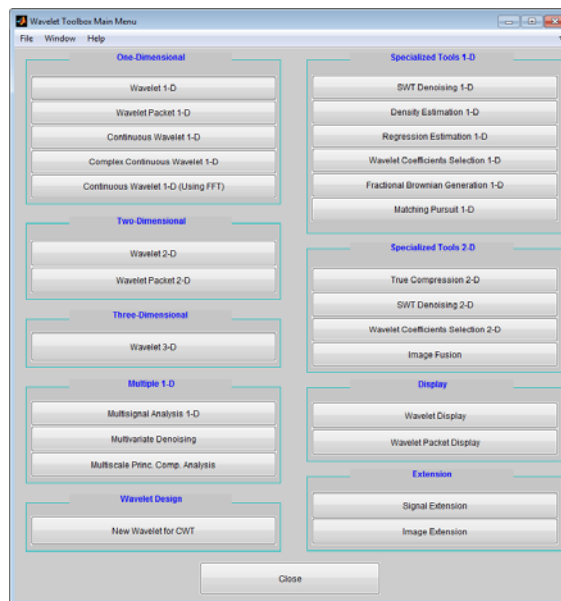 Wavelet Toolbox Main Menu
File Window Help
One-Dimensional
Wavelet 1-D
Wavelet Packet 1-D
Continuous Wavelet 1-D
Complex Continuous Wavelet 1-D
Continuous Wavelet 1-D (Using FFT)
Two-Dimensional
Wavelet 2-D
Wavelet Packet 2-D
Three-Dimensional
Wavelet 3-D
Multiple 1-D
Multisignal Analysis 1-D
Multivariate Denoising
Multiscale Princ. Comp. Analysis
Wavelet Design
New Wavelet for CWT
Specialized Tools 1-D
SWT Denoising 1-D
Density Estimation 1-D
Regression Estimation 1-D
Wavelet Coefficients Selection 1-D
Fractional Brownian Generation 1-D
Matching Pursuit 1-D
Specialized Tools 2-D
True Compression 2-D
SWT Denoising 2-D
Wavelet Coefficients Selection 2-D
Image Fusion
Display
Wavelet Display
Wavelet Packet Display
Extension
Signal Extension
Image Extension
Close